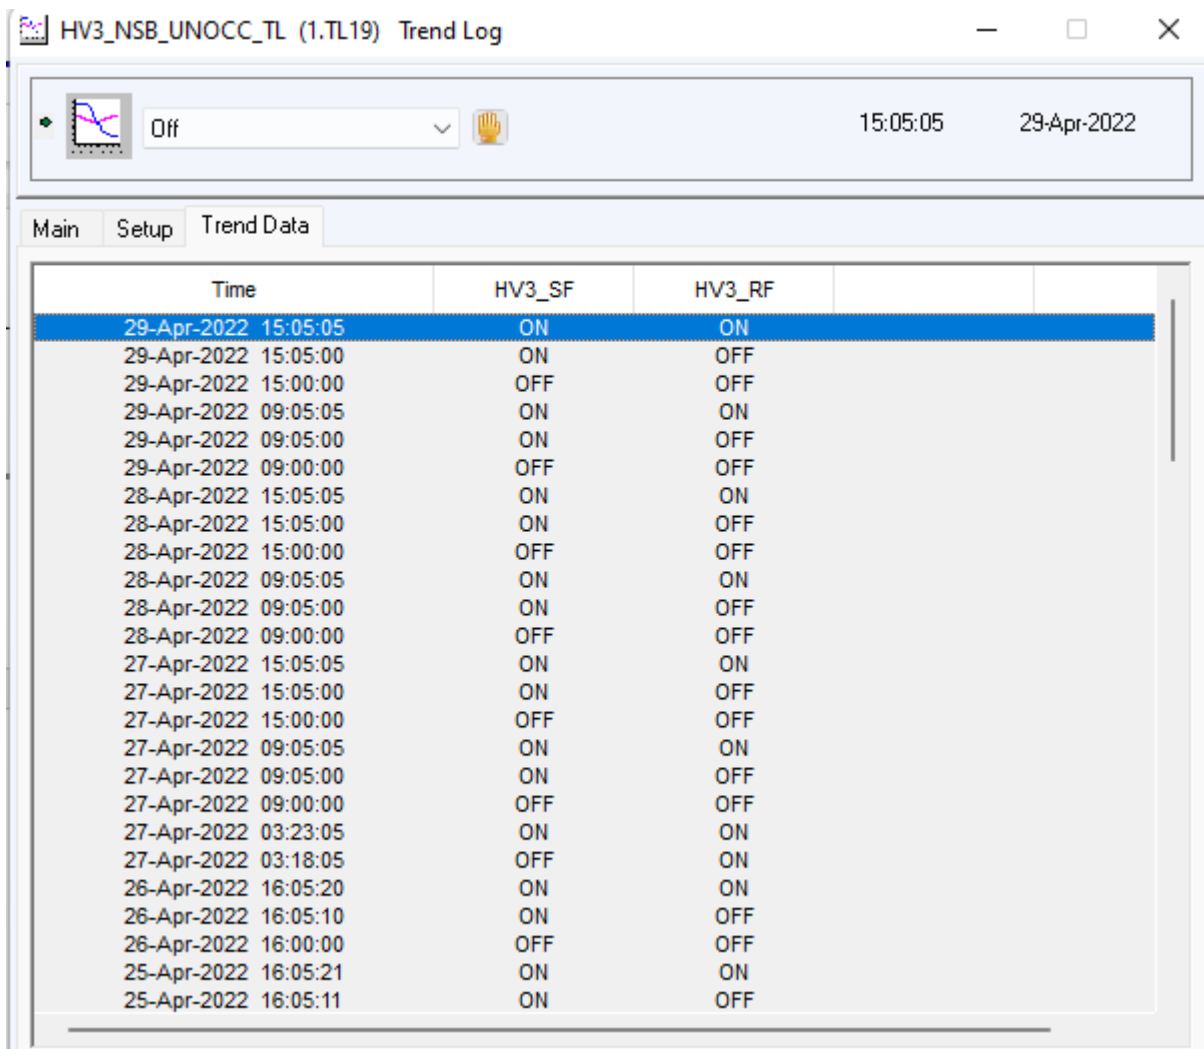 HV3_NSB_UNOCC_TL (1.TL19) Trend Log
Off 15:05:05 29-Apr-2022
Main Setup Trend Data
Time HV3_SF HV3_RF
29-Apr-2022 15:05:05 ON ON
29-Apr-2022 15:05:00 ON OFF
29-Apr-2022 15:00:00 OFF OFF
29-Apr-2022 09:05:05 ON ON
29-Apr-2022 09:05:00 ON OFF
29-Apr-2022 09:00:00 OFF OFF
28-Apr-2022 15:05:05 ON ON
28-Apr-2022 15:05:00 ON OFF
28-Apr-2022 15:00:00 OFF OFF
28-Apr-2022 09:05:05 ON ON
28-Apr-2022 09:05:00 ON OFF
28-Apr-2022 09:00:00 OFF OFF
27-Apr-2022 15:05:05 ON ON
27-Apr-2022 15:05:00 ON OFF
27-Apr-2022 15:00:00 OFF OFF
27-Apr-2022 09:05:05 ON ON
27-Apr-2022 09:05:00 ON OFF
27-Apr-2022 09:00:00 OFF OFF
27-Apr-2022 03:23:05 ON ON
27-Apr-2022 03:18:05 OFF ON
26-Apr-2022 16:05:20 ON ON
26-Apr-2022 16:05:10 ON OFF
26-Apr-2022 16:00:00 OFF OFF
25-Apr-2022 16:05:21 ON ON
25-Apr-2022 16:05:11 ON OFF